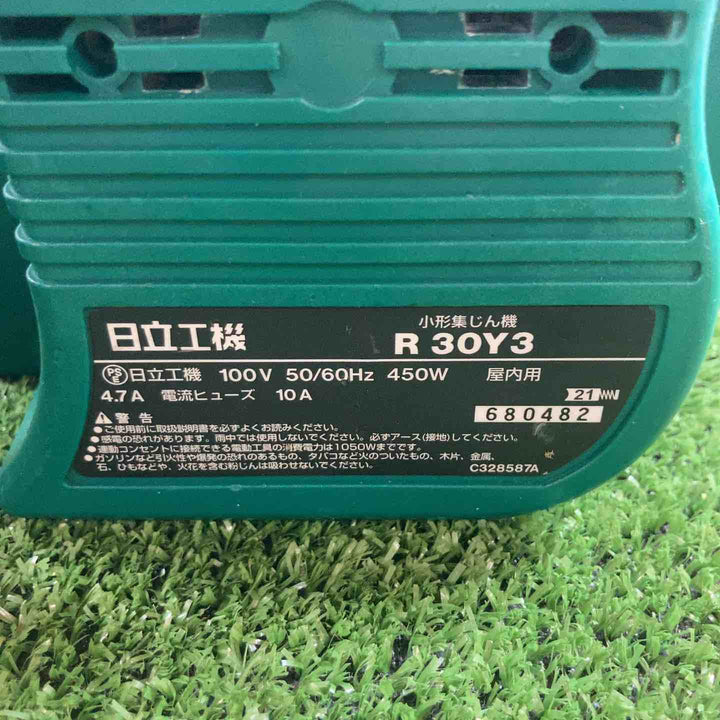 日立工機
小形集じん機
R 30Y3
PS E 日立工機 100V 50/60Hz 450W 屋内用
4.7A 電流ヒューズ 10A
21
680482
⚠警告
●ご使用前に取扱説明書を必ずよくお読みください。
●感電の恐れがあります。雨中では使用しないでください。必ずアース(接地)してください。
●連動コンセントに接続できる電動工具の消費電力は1050Wまでです。
●ガソリンなど引火性や爆発の恐れのあるもの、タバコなど火のついたもの、木片、金属、
石、ひもなどや、火花を含む粉じんは吸わせないでください。
C328587A